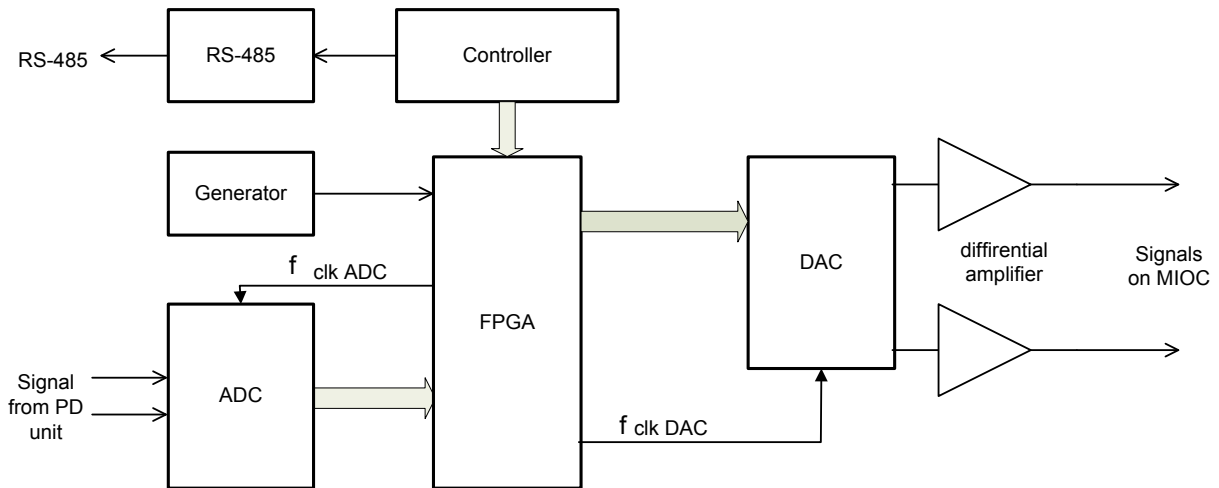 RS-485
RS-485
Controller
Generator
f clk ADC
FPGA
DAC
diffirential
amplifier
Signals
on MIOC
Signal
from PD
unit
ADC
f clk DAC